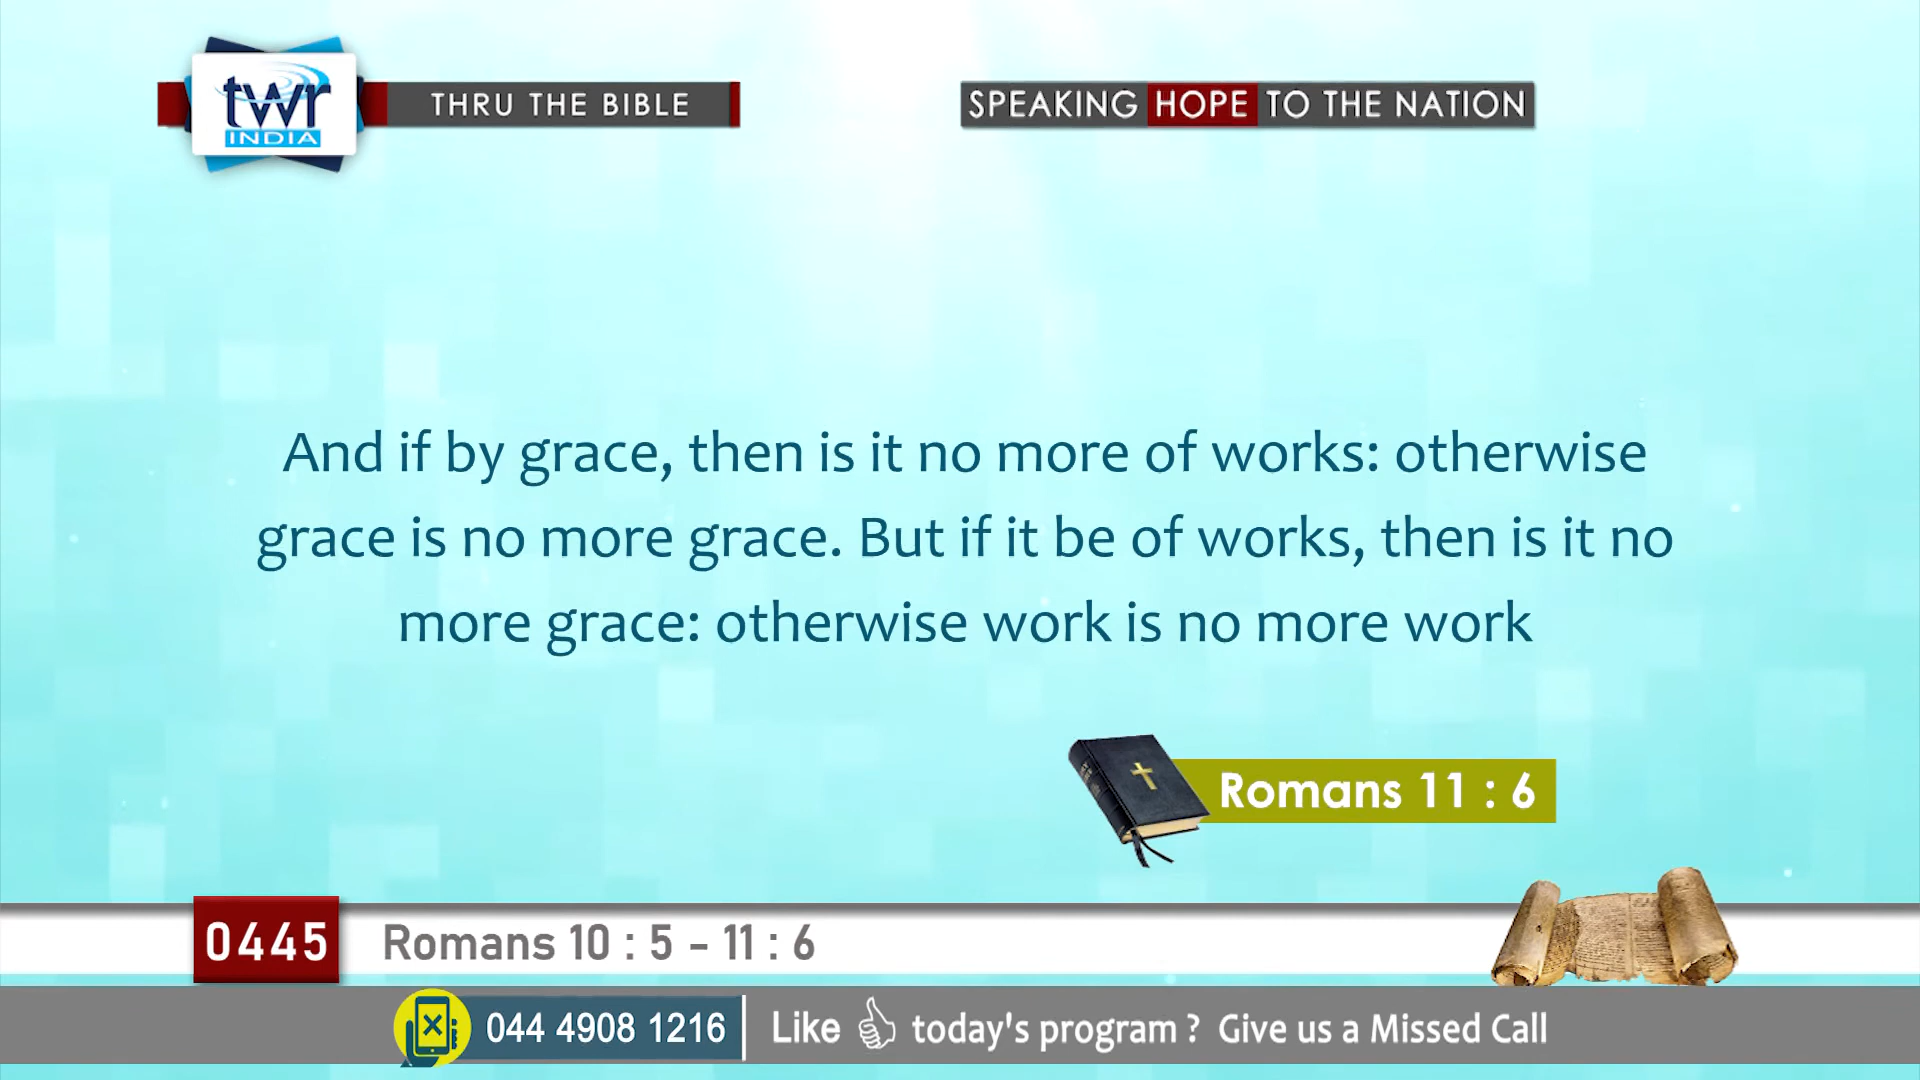 twr
INDIA
THRU THE BIBLE
SPEAKING HOPE TO THE NATION
And if by grace, then is it no more of works: otherwise
grace is no more grace. But if it be of works, then is it no
more grace: otherwise work is no more work
Romans 11 : 6
0445
Romans 10 : 5 - 11 : 6
044 4908 1216
Like today's program ? Give us a Missed Call